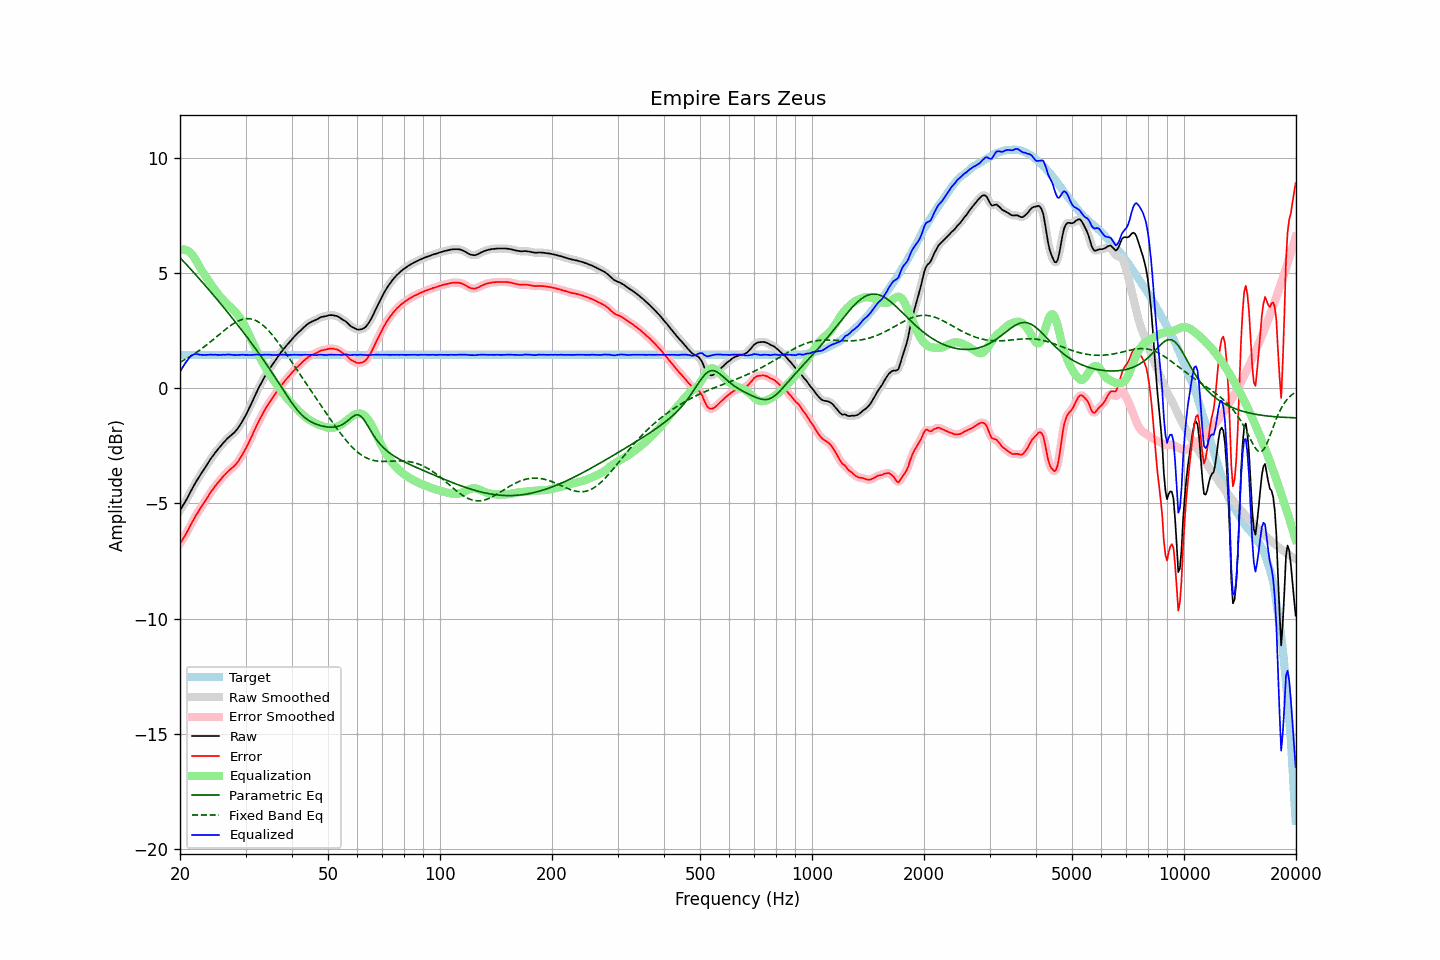 Empire Ears Zeus
Amplitude (dBr)
10
5
0
−5
−10
−15
−20
Target
Raw Smoothed
Error Smoothed
Raw
Error
Equalization
Parametric Eq
Fixed Band Eq
Equalized
20 50 100 200 500 1000 2000 5000 10000 20000
Frequency (Hz)